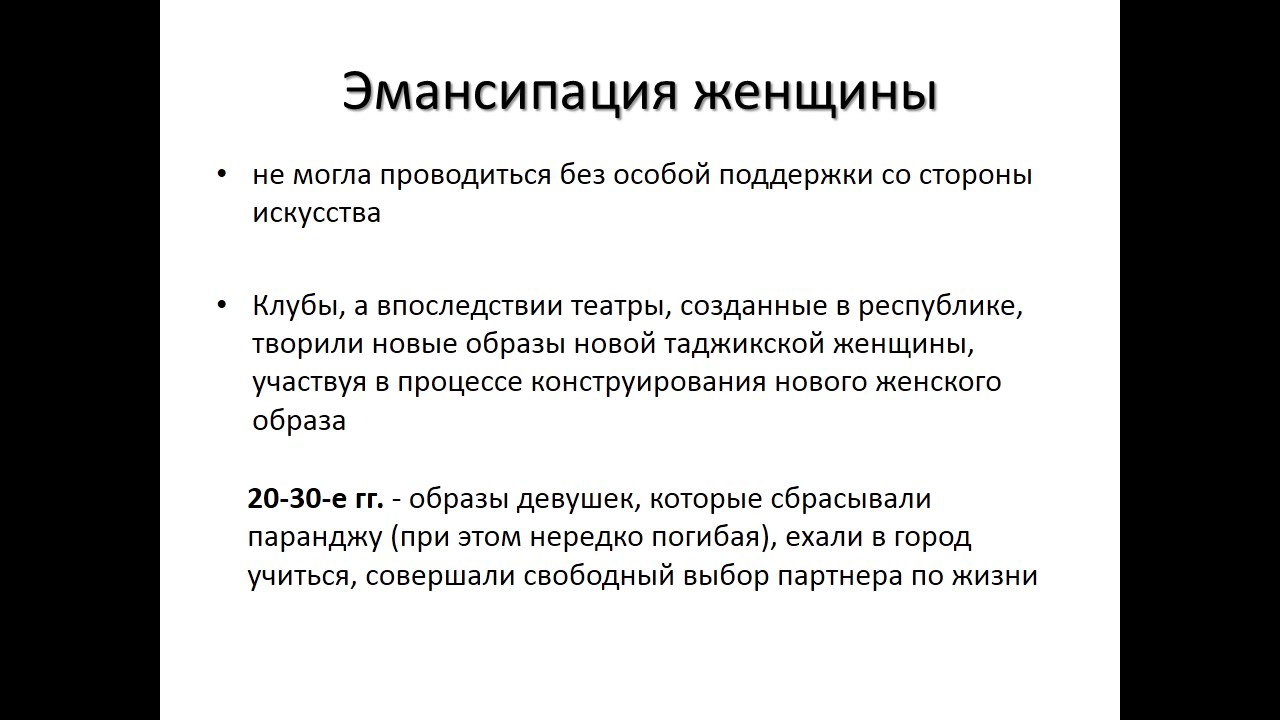 Эмансипация женщины
• не могла проводиться без особой поддержки со стороны
искусства
• Клубы, а впоследствии театры, созданные в республике,
творили новые образы новой таджикской женщины,
участвуя в процессе конструирования нового женского
образа
20-30-е гг. - образы девушек, которые сбрасывали
паранджу (при этом нередко погибая), ехали в город
учиться, совершали свободный выбор партнера по жизни